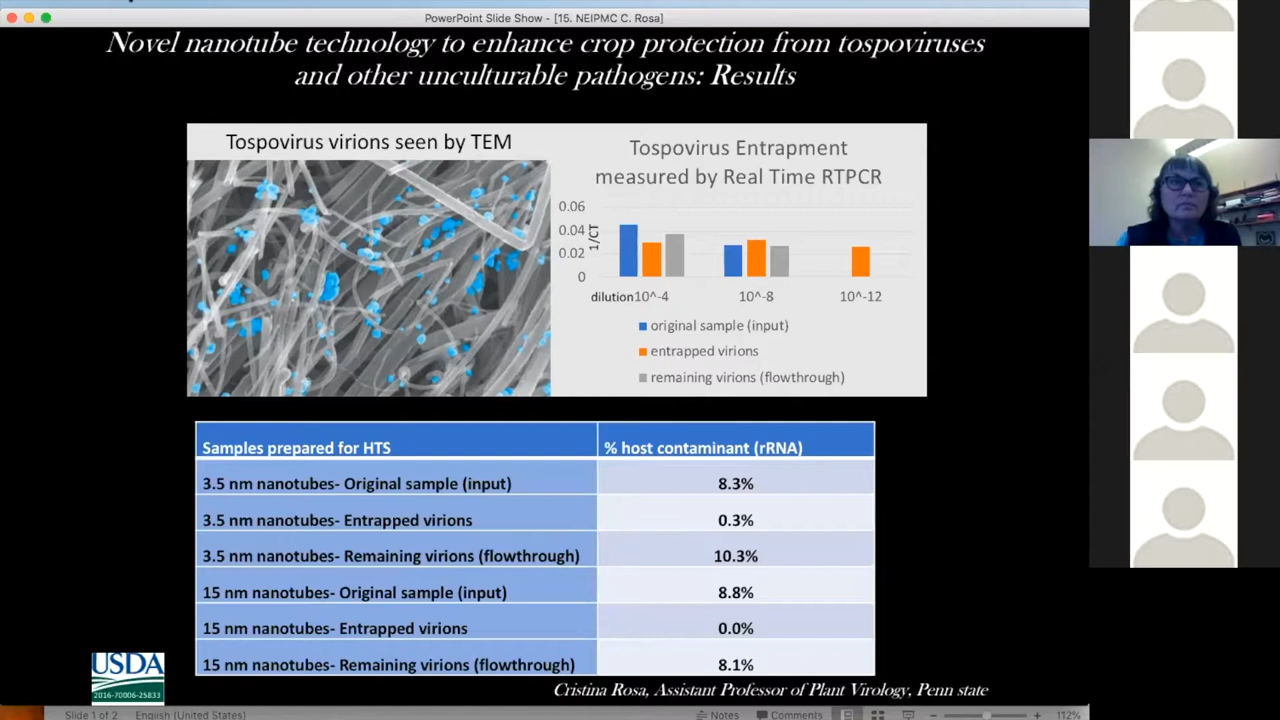 PowerPoint Slide Show - [15. NEIPMC C. Rosa]
Novel nanotube technology to enhance crop protection from tospoviruses
and other unculturable pathogens: Results
Tospovirus virions seen by TEM
Tospovirus Entrapment
measured by Real Time RTPCR
0.06
0.04
0.02
0
1/CT
dilution 10^-4 10^-8 10^-12
original sample (input)
entrapped virions
remaining virions (flowthrough)
Samples prepared for HTS % host contaminant (rRNA)
3.5 nm nanotubes- Original sample (input) 8.3%
3.5 nm nanotubes- Entrapped virions 0.3%
3.5 nm nanotubes- Remaining virions (flowthrough) 10.3%
15 nm nanotubes- Original sample (input) 8.8%
15 nm nanotubes- Entrapped virions 0.0%
15 nm nanotubes- Remaining virions (flowthrough) 8.1%
USDA
2016-70006-25833
Cristina Rosa, Assistant Professor of Plant Virology, Penn state
Slide 1 of 2 English (United States) Notes Comments 112%